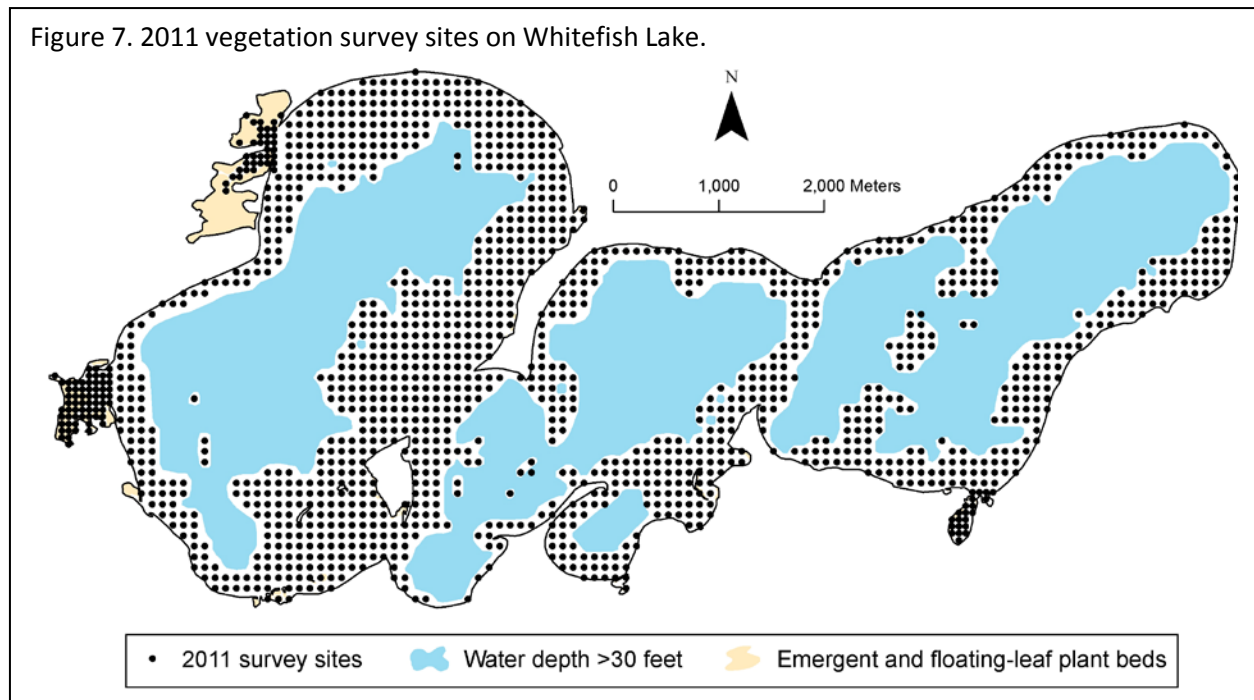 Figure 7. 2011 vegetation survey sites on Whitefish Lake.
N
0 1,000 2,000 Meters
2011 survey sites Water depth >30 feet Emergent and floating-leaf plant beds